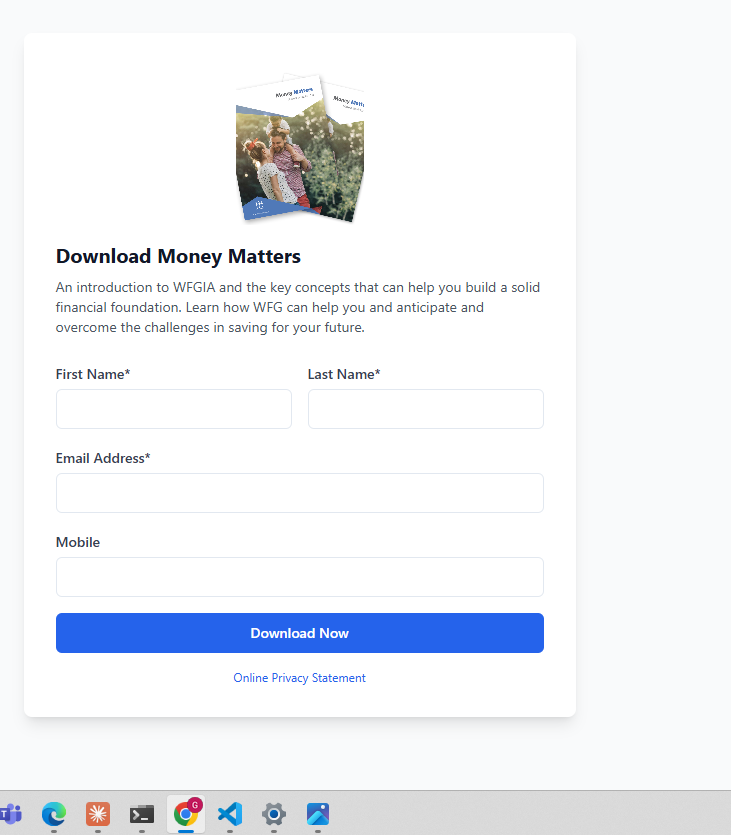 Money Matters
Money Matters
Download Money Matters
An introduction to WFGIA and the key concepts that can help you build a solid
financial foundation. Learn how WFG can help you and anticipate and
overcome the challenges in saving for your future.
First Name*
Last Name*
Email Address*
Mobile
Download Now
Online Privacy Statement
G